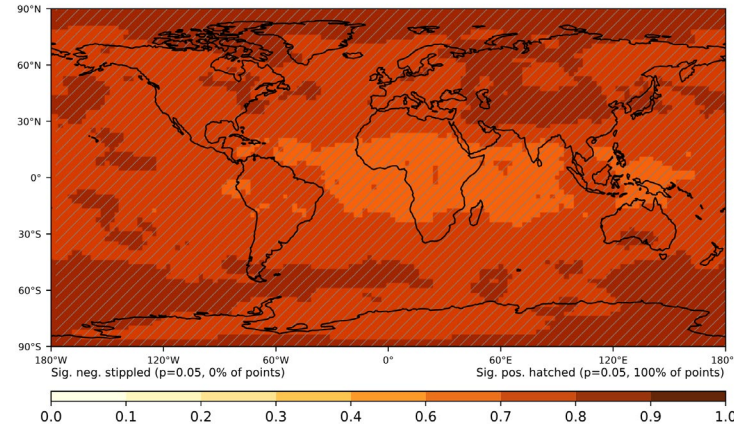 90°N
60°N
30°N
0°
30°S
60°S
90°S
180°W 120°W 60°W 0° 60°E 120°E 180°
Sig. neg. stippled (p=0.05, 0% of points) Sig. pos. hatched (p=0.05, 100% of points)
0.0 0.1 0.2 0.3 0.4 0.6 0.7 0.8 0.9 1.0